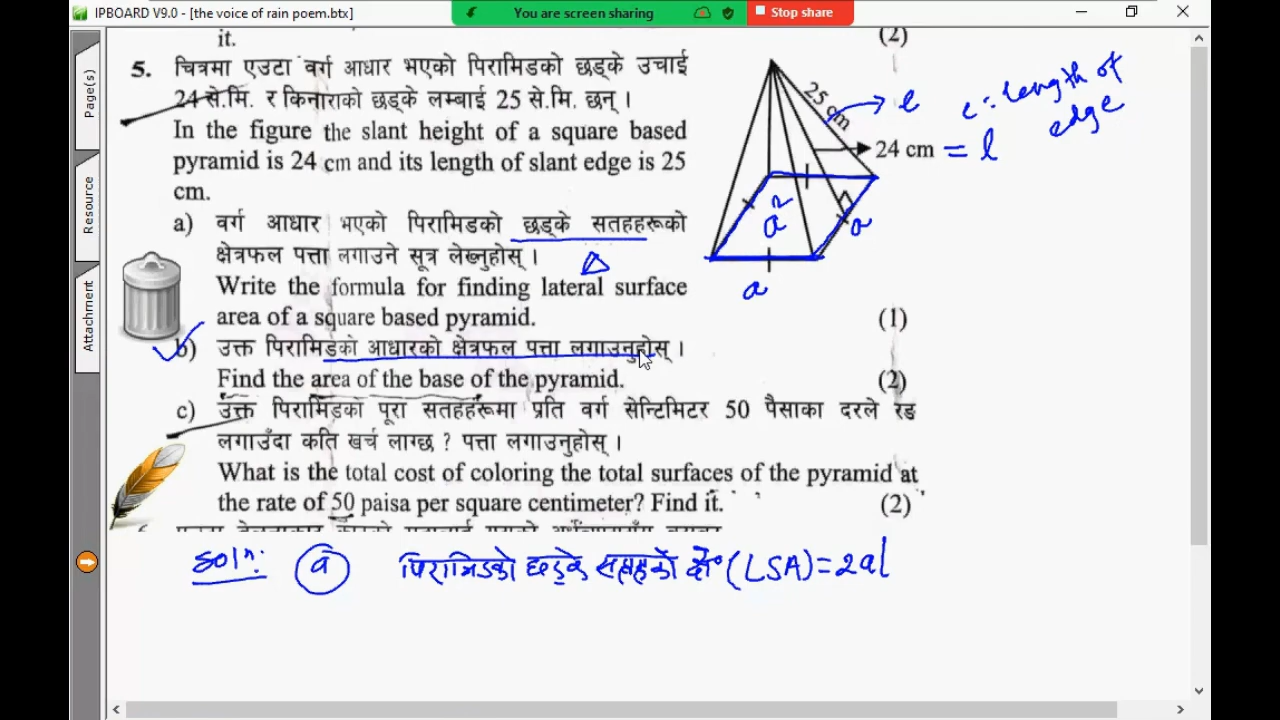 IPBOARD V9.0 - [the voice of rain poem.btx]
You are screen sharing
Stop share
Page(s)
Resource
Attachment
it.
(2)
5. चित्रमा एउटा वर्ग आधार भएको पिरामिडको छड्के उचाई
24 से.मि. र किनाराको छड्के लम्बाई 25 से.मि. छन् ।
In the figure the slant height of a square based
pyramid is 24 cm and its length of slant edge is 25
cm.
a) वर्ग आधार भएको पिरामिडको छड्के सतहहरूको
क्षेत्रफल पत्ता लगाउने सूत्र लेख्नुहोस् ।
Write the formula for finding lateral surface
area of a square based pyramid.
(1)
b) उक्त पिरामिडको आधारको क्षेत्रफल पत्ता लगाउनुहोस् ।
Find the area of the base of the pyramid.
(2)
c) उक्त पिरामिडका पूरा सतहहरूमा प्रति वर्ग सेन्टिमिटर 50 पैसाका दरले रङ
लगाउँदा कति खर्च लाग्छ ? पत्ता लगाउनुहोस् ।
What is the total cost of coloring the total surfaces of the pyramid at
the rate of 50 paisa per square centimeter? Find it.
(2)
25 cm
e
e = length of
edge
24 cm = l
a²
a
a
Solⁿ: a पिरामिडको छड्के सतहको क्षे० (LSA) = 2al